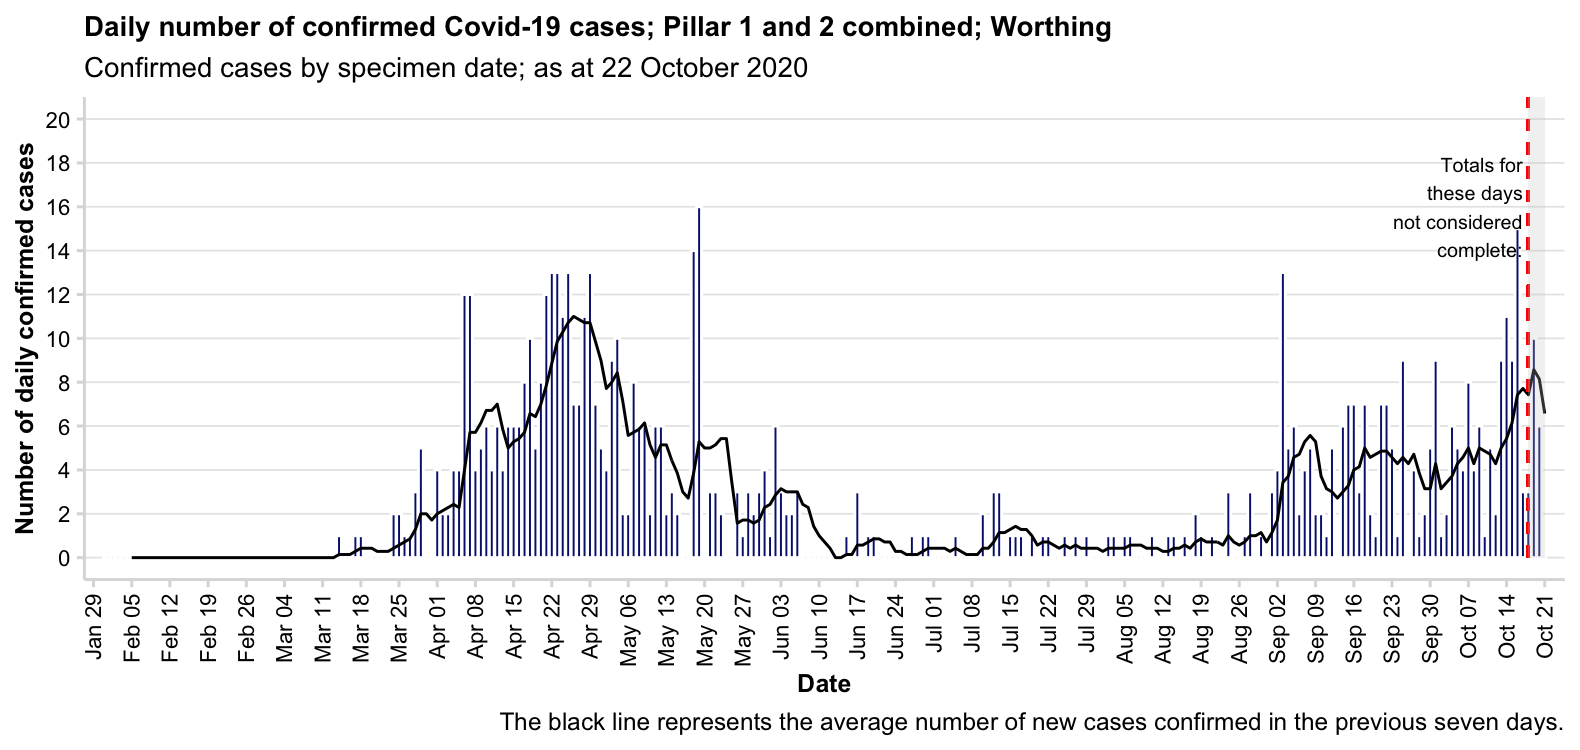 Daily number of confirmed Covid-19 cases; Pillar 1 and 2 combined; Worthing
Confirmed cases by specimen date; as at 22 October 2020
Number of daily confirmed cases
20
18
16
14
12
10
8
6
4
2
0
Totals for
these days
not considered
complete:
Jan 29
Feb 05
Feb 12
Feb 19
Feb 26
Mar 04
Mar 11
Mar 18
Mar 25
Apr 01
Apr 08
Apr 15
Apr 22
Apr 29
May 06
May 13
May 20
May 27
Jun 03
Jun 10
Jun 17
Jun 24
Jul 01
Jul 08
Jul 15
Jul 22
Jul 29
Aug 05
Aug 12
Aug 19
Aug 26
Sep 02
Sep 09
Sep 16
Sep 23
Sep 30
Oct 07
Oct 14
Oct 21
Date
The black line represents the average number of new cases confirmed in the previous seven days.